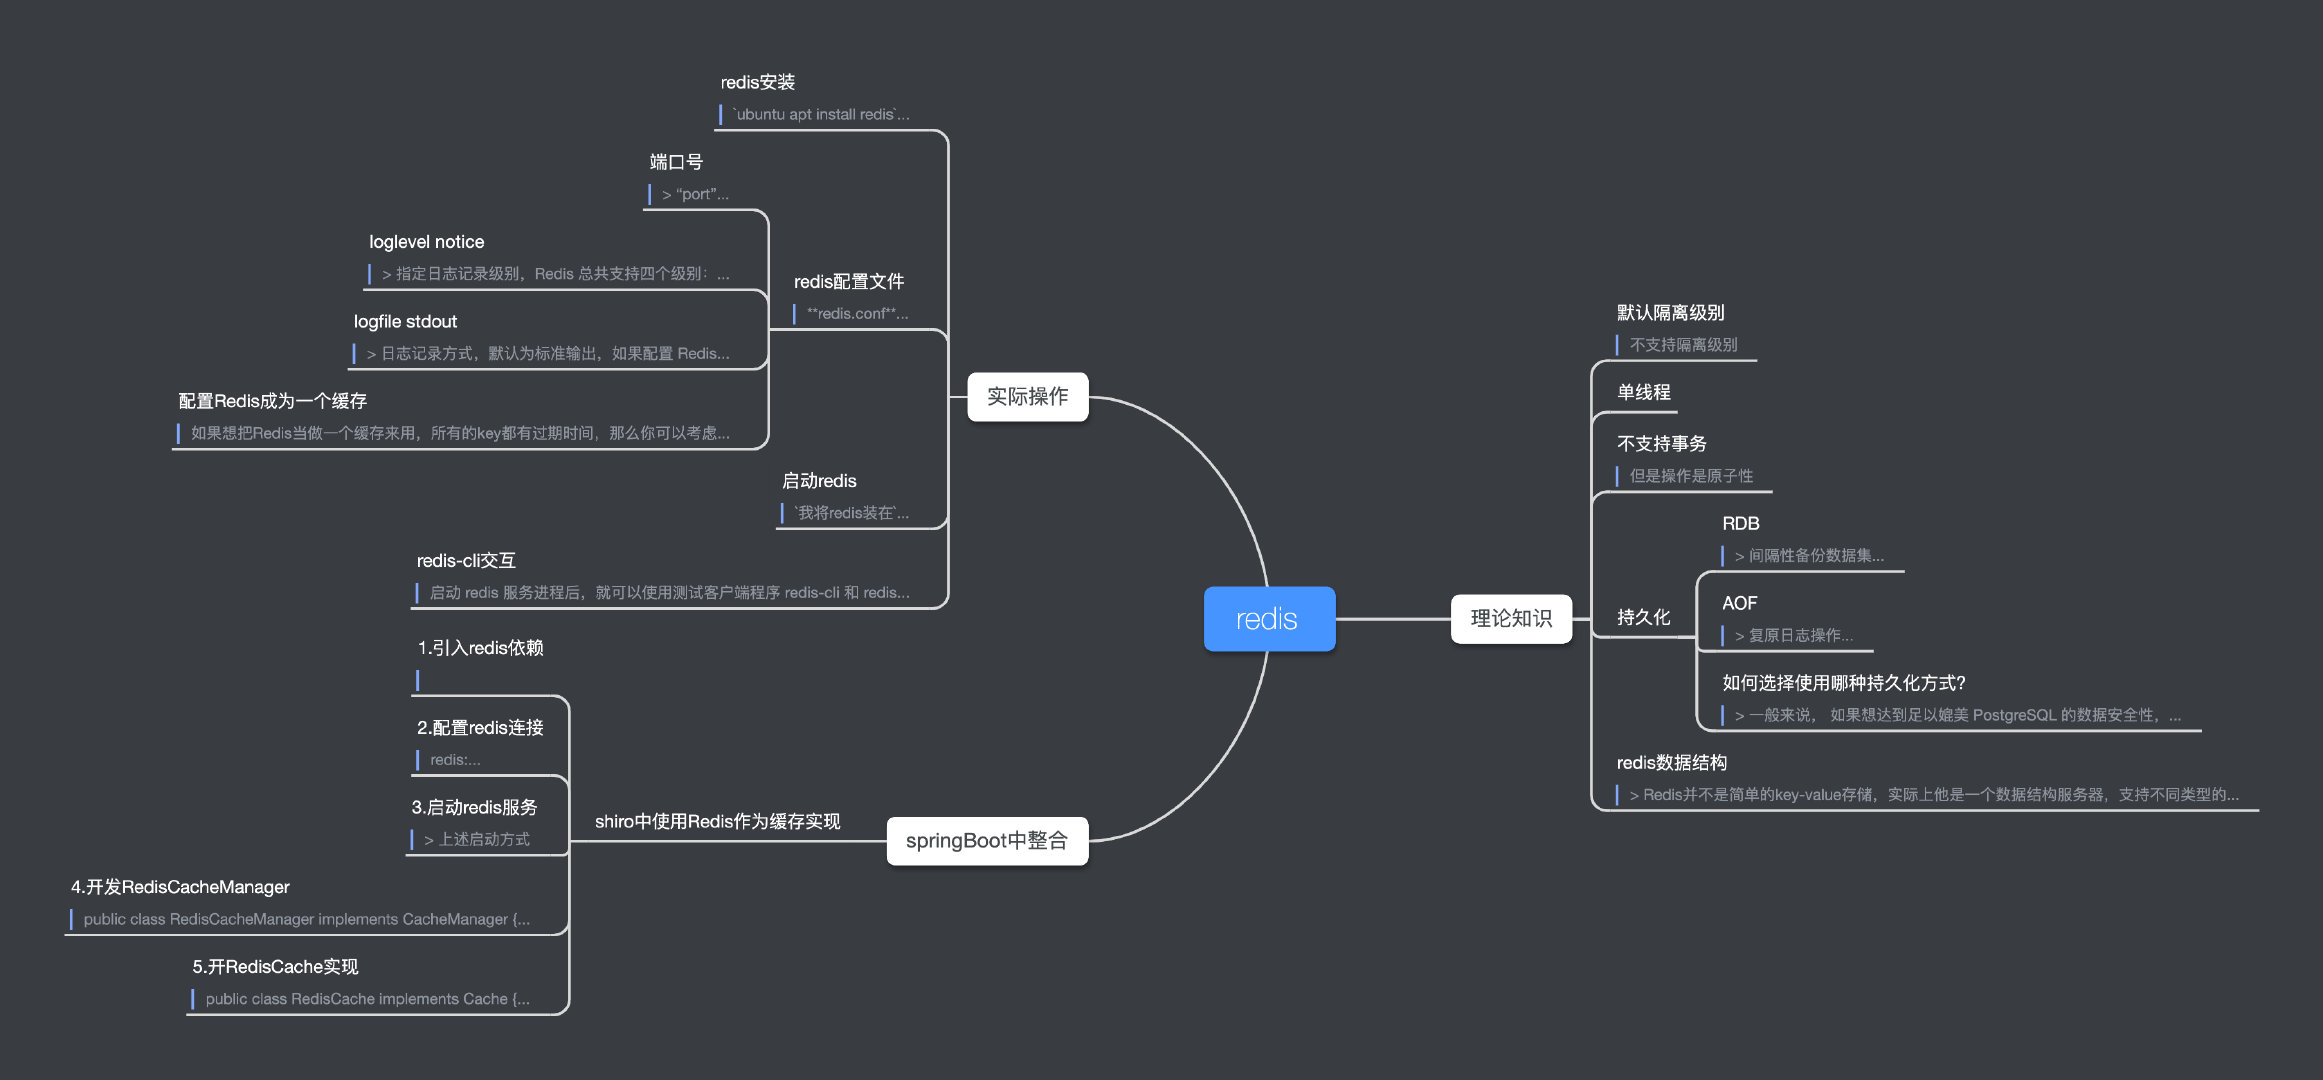 redis安装
`ubuntu apt install redis`...
端口号
> “port”...
loglevel notice
> 指定日志记录级别，Redis 总共支持四个级别：...
logfile stdout
> 日志记录方式，默认为标准输出，如果配置 Redis...
配置Redis成为一个缓存
如果想把Redis当做一个缓存来用，所有的key都有过期时间，那么你可以考虑...
redis配置文件
**redis.conf**...
启动redis
`我将redis装在`...
redis-cli交互
启动 redis 服务进程后，就可以使用测试客户端程序 redis-cli 和 redis...
实际操作
1.引入redis依赖
2.配置redis连接
redis:...
3.启动redis服务
> 上述启动方式
4.开发RedisCacheManager
public class RedisCacheManager implements CacheManager {...
5.开RedisCache实现
public class RedisCache implements Cache {...
shiro中使用Redis作为缓存实现
springBoot中整合
redis
理论知识
默认隔离级别
不支持隔离级别
单线程
不支持事务
但是操作是原子性
持久化
RDB
> 间隔性备份数据集...
AOF
> 复原日志操作...
如何选择使用哪种持久化方式?
> 一般来说， 如果想达到足以媲美 PostgreSQL 的数据安全性，...
redis数据结构
> Redis并不是简单的key-value存储，实际上他是一个数据结构服务器，支持不同类型的...